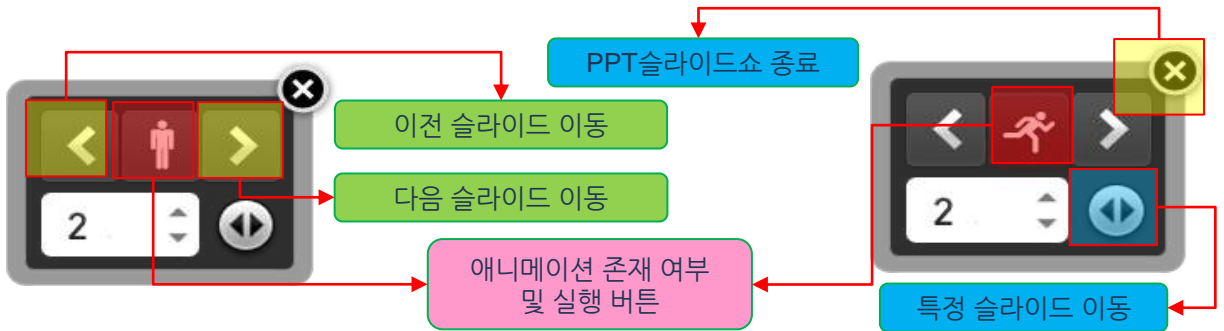 PPT슬라이드쇼 종료
이전 슬라이드 이동
다음 슬라이드 이동
2
2
애니메이션 존재 여부
및 실행 버튼
특정 슬라이드 이동